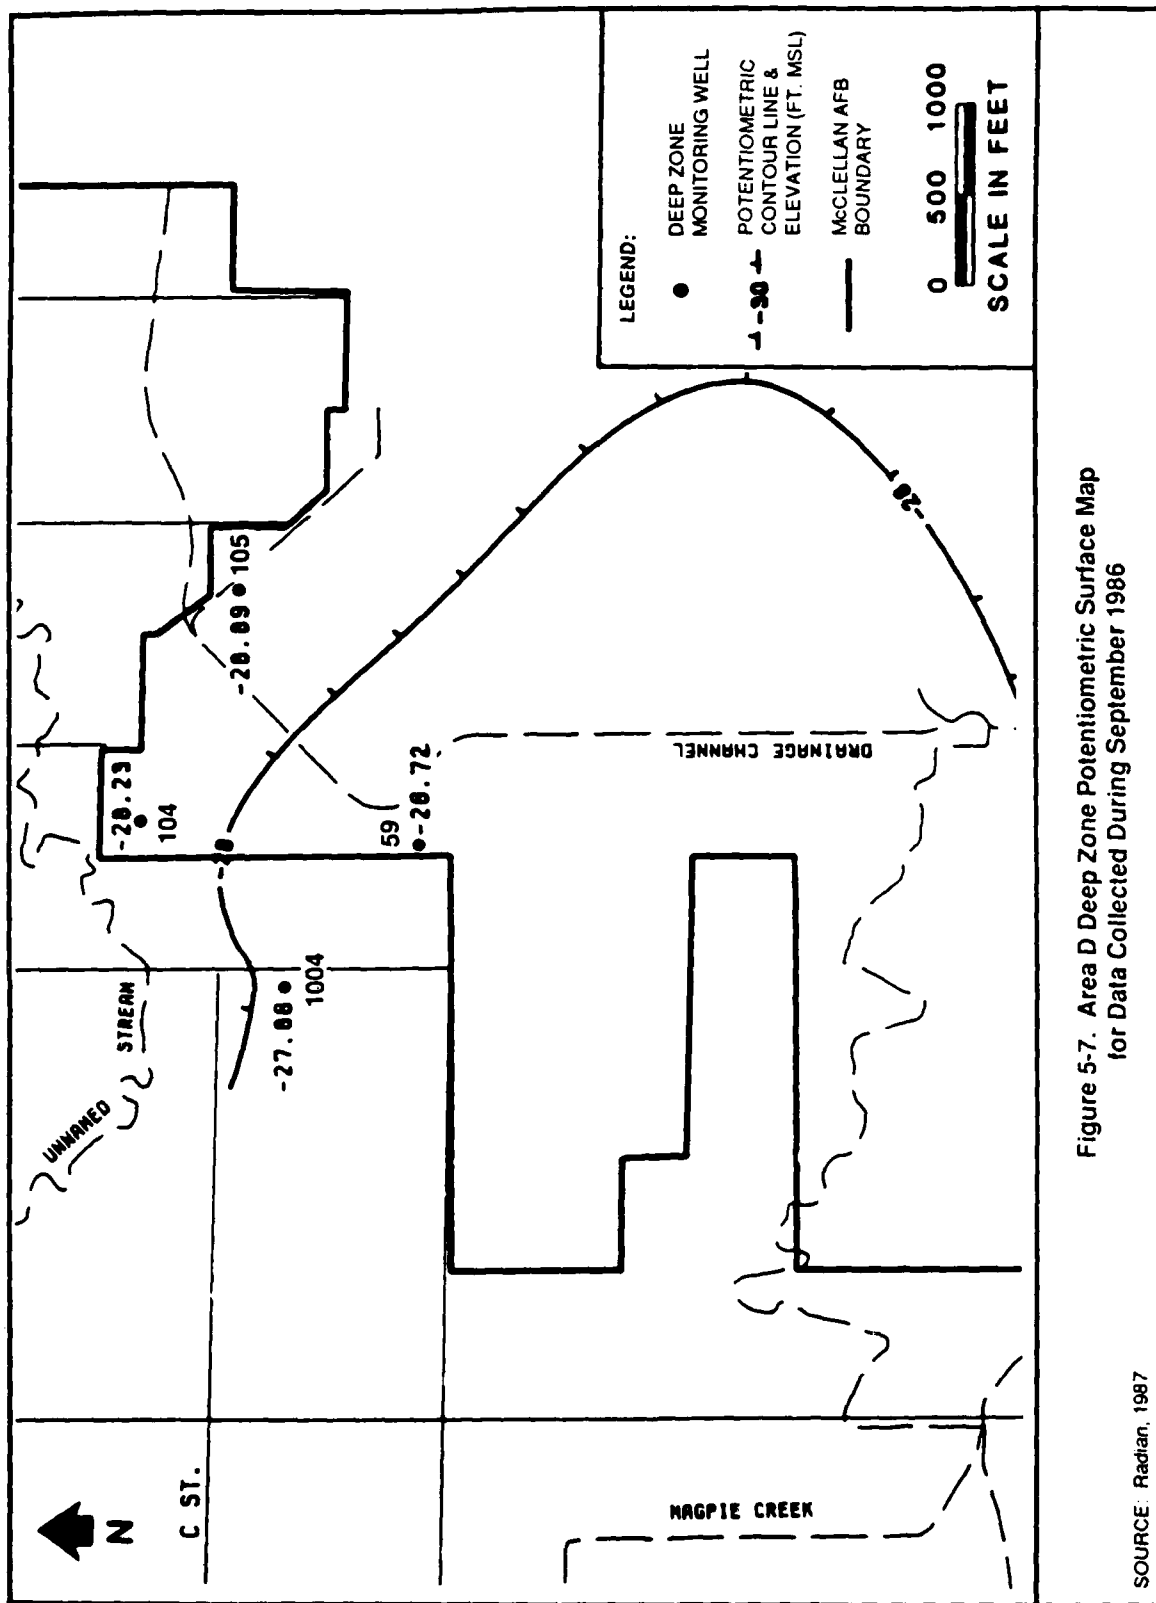 N
C ST.
UNNAMED
STREAM
-28.23
104
-28.89
105
-28
-27.88
1004
59
-28.72
DRAINAGE CHANNEL
-28
MAGPIE CREEK
LEGEND:
DEEP ZONE
MONITORING WELL
-30
POTENTIOMETRIC
CONTOUR LINE &
ELEVATION (FT. MSL)
McCLELLAN AFB
BOUNDARY
0 500 1000
SCALE IN FEET
Figure 5-7. Area D Deep Zone Potentiometric Surface Map
for Data Collected During September 1986
SOURCE: Radian, 1987